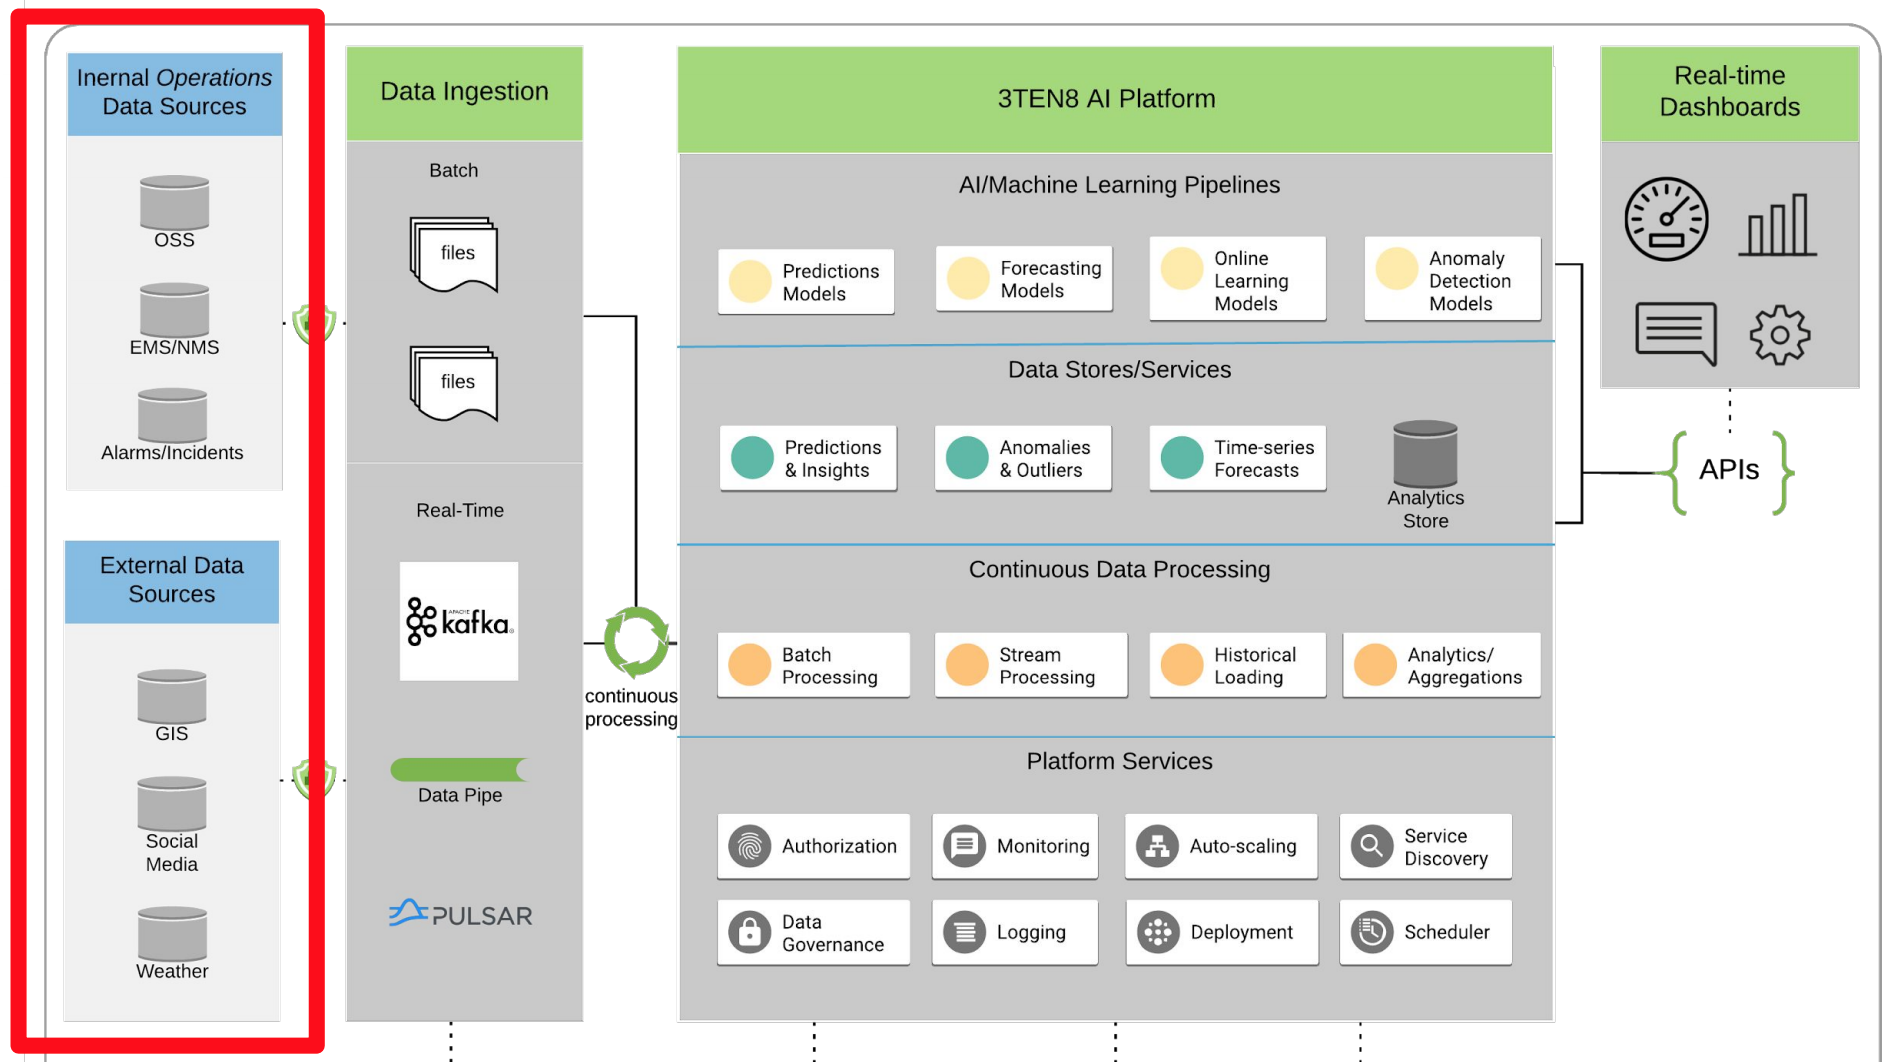 Inernal Operations
Data Sources
OSS
EMS/NMS
Alarms/Incidents
External Data
Sources
GIS
Social
Media
Weather
Data Ingestion
Batch
files
files
Real-Time
APACHE
kafka®
Data Pipe
PULSAR
continuous
processing
3TEN8 AI Platform
AI/Machine Learning Pipelines
Predictions
Models
Forecasting
Models
Online
Learning
Models
Anomaly
Detection
Models
Data Stores/Services
Predictions
& Insights
Anomalies
& Outliers
Time-series
Forecasts
Analytics
Store
Continuous Data Processing
Batch
Processing
Stream
Processing
Historical
Loading
Analytics/
Aggregations
Platform Services
Authorization
Monitoring
Auto-scaling
Service
Discovery
Data
Governance
Logging
Deployment
Scheduler
Real-time
Dashboards
{ APIs }